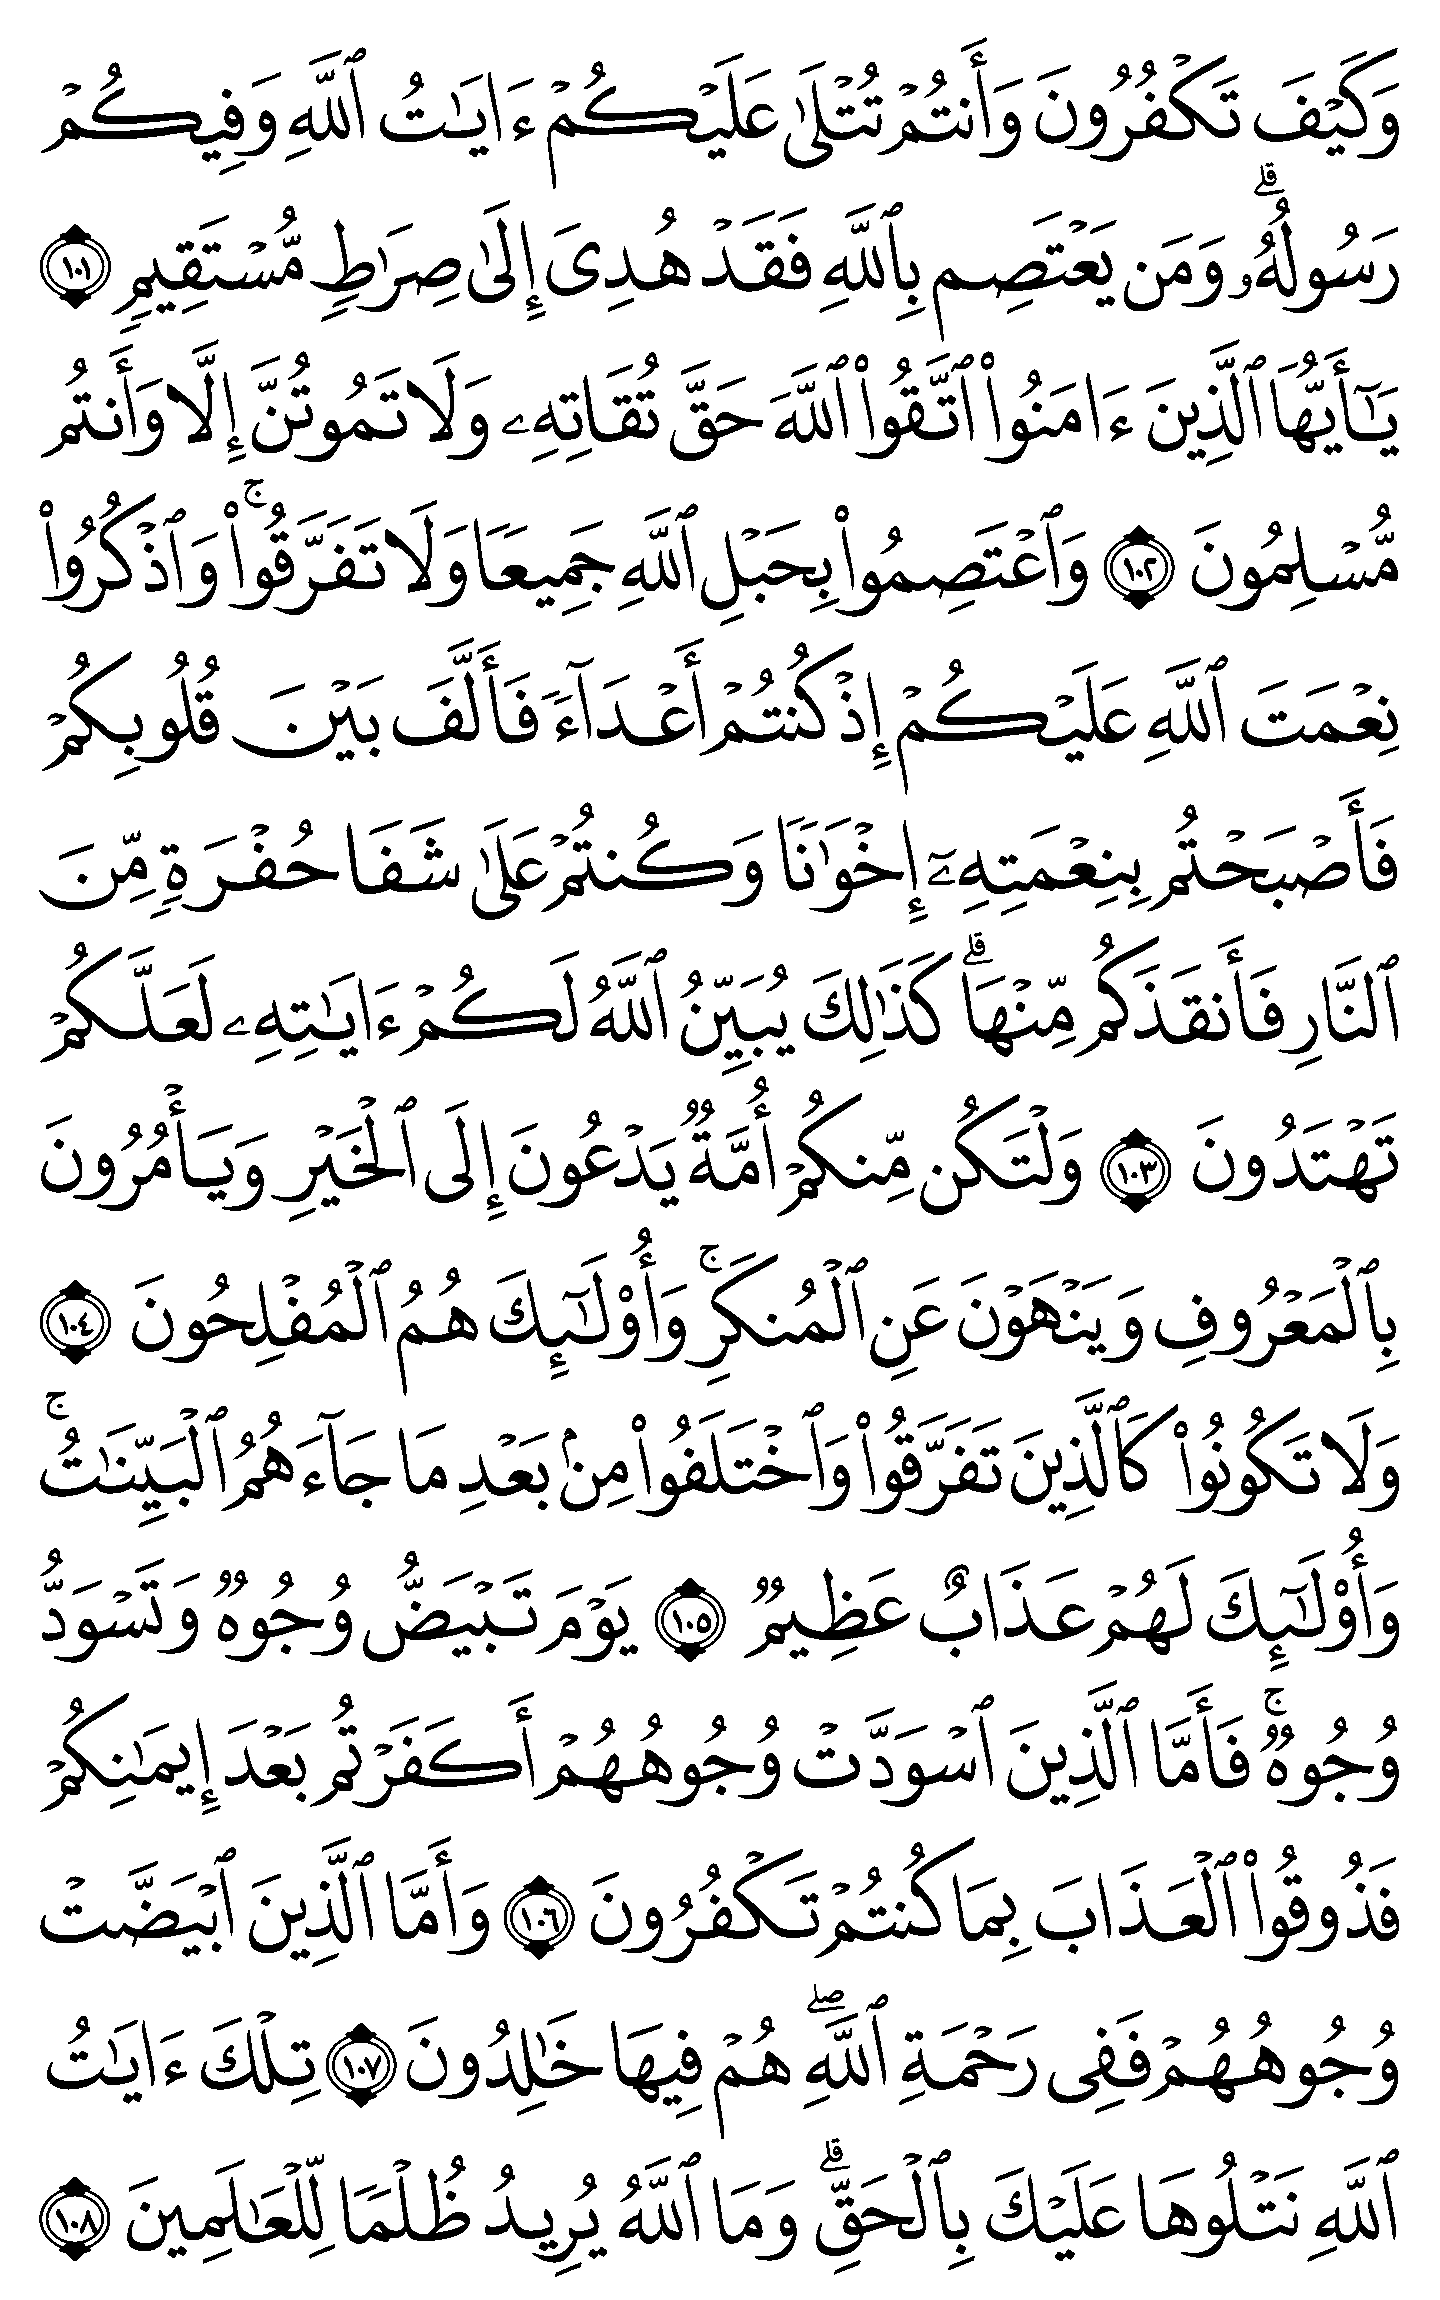 وَكَيْفَ تَكْفُرُونَ وَأَنتُمْ تُتْلَىٰ عَلَيْكُمْ ءَايَـٰتُ ٱللَّهِ وَفِيكُمْ
رَسُولُهُۥ ۗ وَمَن يَعْتَصِم بِٱللَّهِ فَقَدْ هُدِىَ إِلَىٰ صِرَٰطٍ مُّسْتَقِيمٍ ١٠١
يَـٰٓأَيُّهَا ٱلَّذِينَ ءَامَنُوا۟ ٱتَّقُوا۟ ٱللَّهَ حَقَّ تُقَاتِهِۦ وَلَا تَمُوتُنَّ إِلَّا وَأَنتُم
مُّسْلِمُونَ ١٠٢ وَٱعْتَصِمُوا۟ بِحَبْلِ ٱللَّهِ جَمِيعًا وَلَا تَفَرَّقُوا۟ ۚ وَٱذْكُرُوا۟
نِعْمَتَ ٱللَّهِ عَلَيْكُمْ إِذْ كُنتُمْ أَعْدَآءً فَأَلَّفَ بَيْنَ قُلُوبِكُمْ
فَأَصْبَحْتُم بِنِعْمَتِهِۦٓ إِخْوَٰنًا وَكُنتُمْ عَلَىٰ شَفَا حُفْرَةٍ مِّنَ
ٱلنَّارِ فَأَنقَذَكُم مِّنْهَا ۗ كَذَٰلِكَ يُبَيِّنُ ٱللَّهُ لَكُمْ ءَايَـٰتِهِۦ لَعَلَّكُمْ
تَهْتَدُونَ ١٠٣ وَلْتَكُن مِّنكُمْ أُمَّةٌ يَدْعُونَ إِلَى ٱلْخَيْرِ وَيَأْمُرُونَ
بِٱلْمَعْرُوفِ وَيَنْهَوْنَ عَنِ ٱلْمُنكَرِ ۚ وَأُو۟لَـٰٓئِكَ هُمُ ٱلْمُفْلِحُونَ ١٠٤
وَلَا تَكُونُوا۟ كَٱلَّذِينَ تَفَرَّقُوا۟ وَٱخْتَلَفُوا۟ مِنۢ بَعْدِ مَا جَآءَهُمُ ٱلْبَيِّنَـٰتُ ۚ
وَأُو۟لَـٰٓئِكَ لَهُمْ عَذَابٌ عَظِيمٌ ١٠٥ يَوْمَ تَبْيَضُّ وُجُوهٌ وَتَسْوَدُّ
وُجُوهٌ ۚ فَأَمَّا ٱلَّذِينَ ٱسْوَدَّتْ وُجُوهُهُمْ أَكَفَرْتُم بَعْدَ إِيمَـٰنِكُمْ
فَذُوقُوا۟ ٱلْعَذَابَ بِمَا كُنتُمْ تَكْفُرُونَ ١٠٦ وَأَمَّا ٱلَّذِينَ ٱبْيَضَّتْ
وُجُوهُهُمْ فَفِى رَحْمَةِ ٱللَّهِ ۖ هُمْ فِيهَا خَـٰلِدُونَ ١٠٧ تِلْكَ ءَايَـٰتُ
ٱللَّهِ نَتْلُوهَا عَلَيْكَ بِٱلْحَقِّ ۗ وَمَا ٱللَّهُ يُرِيدُ ظُلْمًا لِّلْعَـٰلَمِينَ ١٠٨